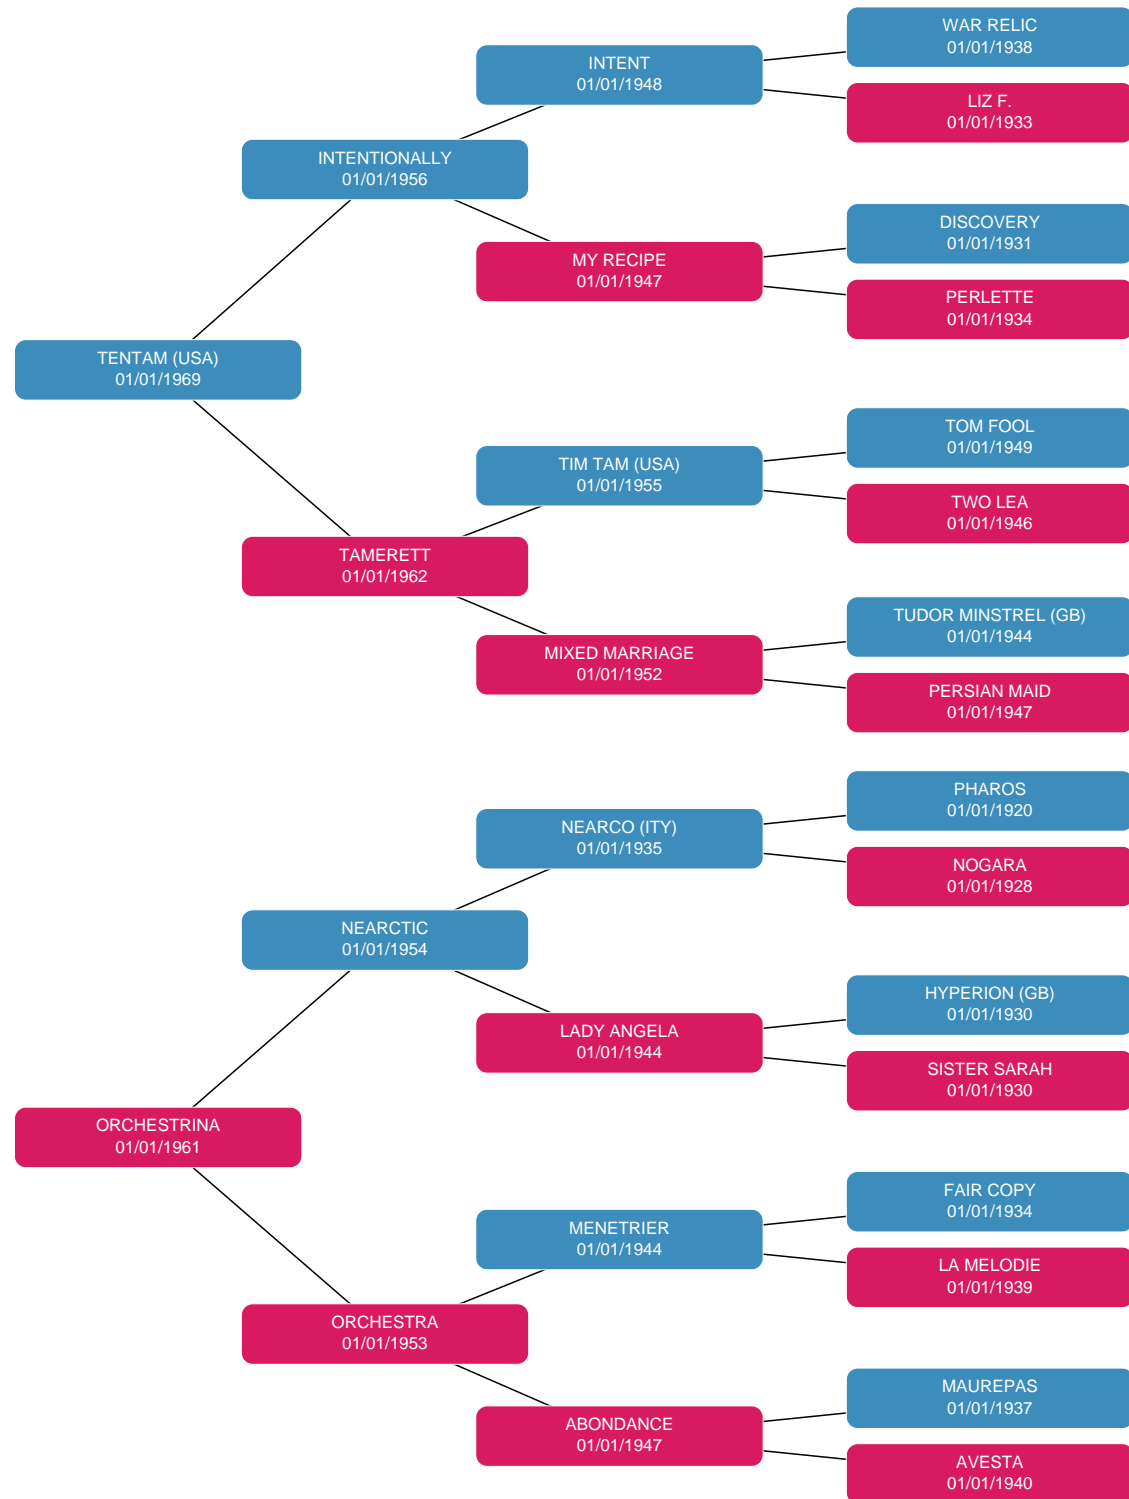 WAR RELIC
01/01/1938
INTENT
01/01/1948
LIZ F.
01/01/1933
INTENTIONALLY
01/01/1956
DISCOVERY
01/01/1931
MY RECIPE
01/01/1947
PERLETTE
01/01/1934
TENTAM (USA)
01/01/1969
TOM FOOL
01/01/1949
TIM TAM (USA)
01/01/1955
TWO LEA
01/01/1946
TAMERETT
01/01/1962
TUDOR MINSTREL (GB)
01/01/1944
MIXED MARRIAGE
01/01/1952
PERSIAN MAID
01/01/1947
PHAROS
01/01/1920
NEARCO (ITY)
01/01/1935
NOGARA
01/01/1928
NEARCTIC
01/01/1954
HYPERION (GB)
01/01/1930
LADY ANGELA
01/01/1944
SISTER SARAH
01/01/1930
ORCHESTRINA
01/01/1961
FAIR COPY
01/01/1934
MENETRIER
01/01/1944
LA MELODIE
01/01/1939
ORCHESTRA
01/01/1953
MAUREPAS
01/01/1937
ABONDANCE
01/01/1947
AVESTA
01/01/1940